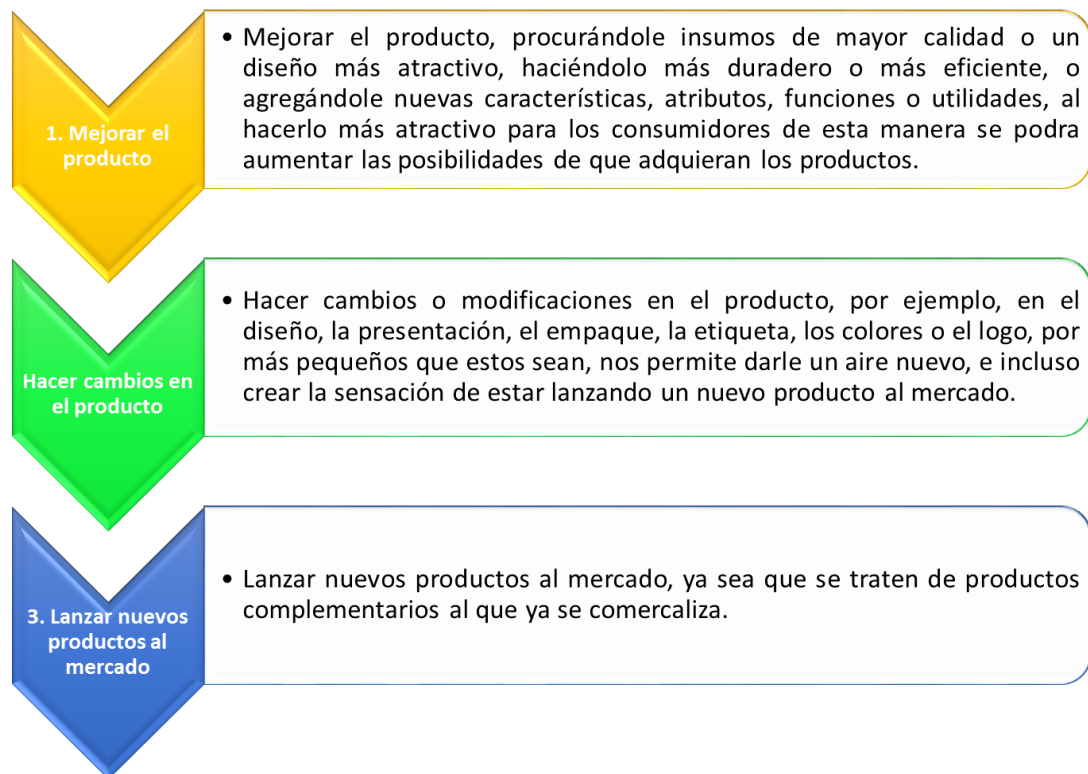 1. Mejorar el
producto
• Mejorar el producto, procurándole insumos de mayor calidad o un
diseño más atractivo, haciéndolo más duradero o más eficiente, o
agregándole nuevas características, atributos, funciones o utilidades, al
hacerlo más atractivo para los consumidores de esta manera se podra
aumentar las posibilidades de que adquieran los productos.
Hacer cambios en
el producto
• Hacer cambios o modificaciones en el producto, por ejemplo, en el
diseño, la presentación, el empaque, la etiqueta, los colores o el logo, por
más pequeños que estos sean, nos permite darle un aire nuevo, e incluso
crear la sensación de estar lanzando un nuevo producto al mercado.
3. Lanzar nuevos
productos al
mercado
• Lanzar nuevos productos al mercado, ya sea que se traten de productos
complementarios al que ya se comercaliza.